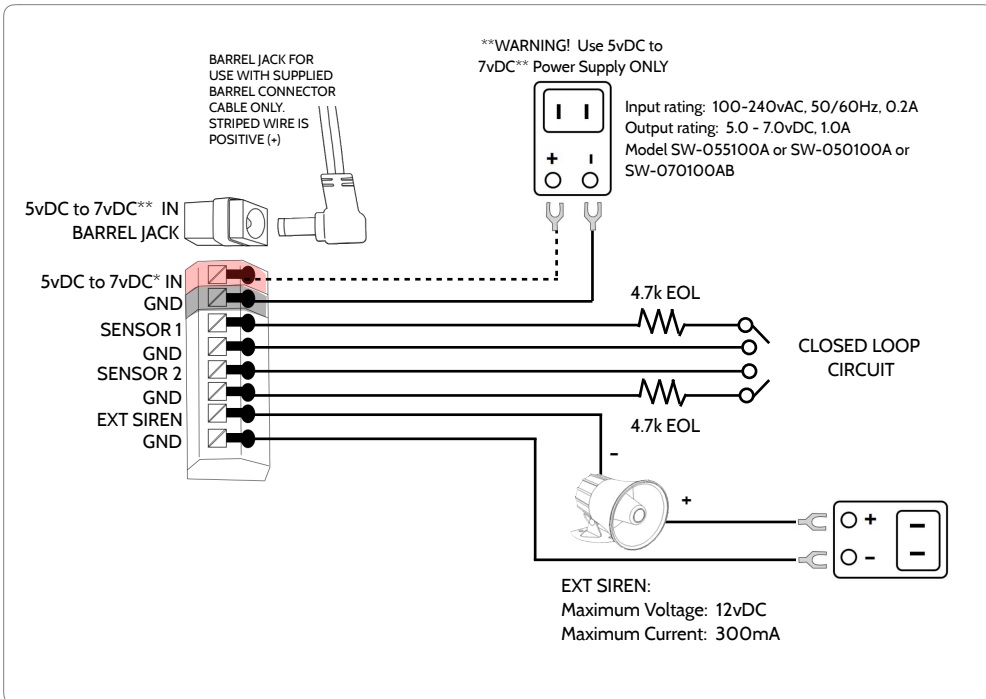 **WARNING! Use 5vDC to
7vDC** Power Supply ONLY
BARREL JACK FOR
USE WITH SUPPLIED
BARREL CONNECTOR
CABLE ONLY.
STRIPED WIRE IS
POSITIVE (+)
Input rating: 100-240vAC, 50/60Hz, 0.2A
Output rating: 5.0 - 7.0vDC, 1.0A
Model SW-055100A or SW-050100A or
SW-070100AB
+ -
5vDC to 7vDC** IN
BARREL JACK
5vDC to 7vDC* IN
GND
SENSOR 1
GND
SENSOR 2
GND
EXT SIREN
GND
4.7k EOL
CLOSED LOOP
CIRCUIT
4.7k EOL
-
+
+
-
EXT SIREN:
Maximum Voltage: 12vDC
Maximum Current: 300mA